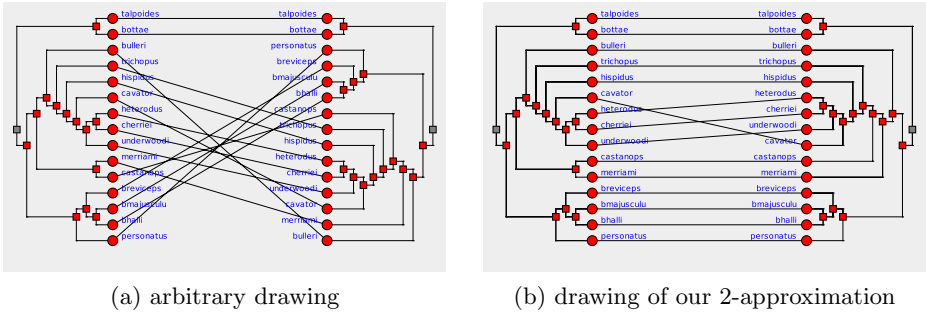 talpoides talpoides talpoides talpoides
bottae bottae bottae bottae
bulleri personatus bulleri bulleri
trichopus breviceps trichopus trichopus
hispidus bmajusculu hispidus hispidus
cavator bhalli cavator heterodus
heterodus castanops heterodus cherriei
cherriei trichopus cherriei underwoodi
underwoodi hispidus underwoodi cavator
merriami heterodus castanops castanops
castanops cherriei merriami merriami
breviceps underwoodi breviceps breviceps
bmajusculu cavator bmajusculu bmajusculu
bhalli merriami bhalli bhalli
personatus bulleri personatus personatus
(a) arbitrary drawing (b) drawing of our 2-approximation